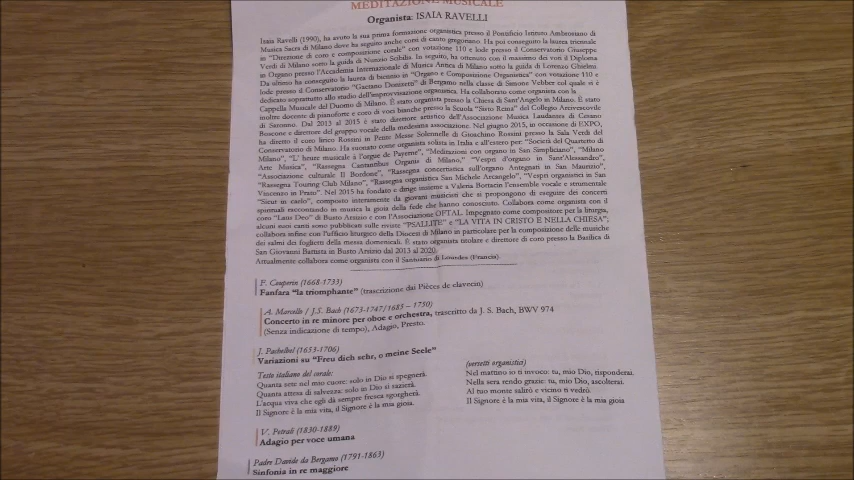 MEDITAZIONE MUSICALE
Organista: ISAIA RAVELLI
Isaia Ravelli (1990), ha avuto la sua prima formazione organistica presso il Pontificio Istituto Ambrosiano di
Musica Sacra di Milano dove ha seguito anche corsi di canto gregoriano. Ha poi conseguito la laurea triennale
in "Direzione di coro e composizione corale" con votazione 110 e lode presso il Conservatorio Giuseppe
Verdi di Milano sotto la guida di Nunzio Scibilia. In seguito, ha ottenuto con il massimo dei voti il Diploma
in Organo presso l'Accademia Internazionale di Musica Antica di Milano sotto la guida di Lorenzo Ghielmi
Da ultimo ha conseguito la laurea di biennio in "Organo e Composizione Organistica" con votazione 110 e
lode presso il Conservatorio "Gaetano Donizetti" di Bergamo nella classe di Simone Vebber col quale si è
dedicato soprattutto allo studio dell'improvvisazione organistica. Ha collaborato come organista con la
Cappella Musicale del Duomo di Milano. È stato organista presso la Chiesa di Sant'Angelo in Milano. È stato
inoltre docente di pianoforte e coro di voci bianche presso la Scuola "Sisto Reina" del Collegio Arcivescovile
di Saronno. Dal 2013 al 2015 è stato direttore artistico dell'Associazione Musica Laudantes di Cesano
Boscone e direttore del gruppo vocale della medesima associazione. Nel giugno 2015, in occasione di EXPO,
ha diretto il coro lirico Rossini in Petite Messe Solennelle di Gioachino Rossini presso la Sala Verdi del
Conservatorio di Milano. Ha suonato come organista solista in Italia e all'estero per: "Società del Quartetto di
Milano", "L' heure musicale à l'orgue de Payerne", "Meditazioni con organo in San Simpliciano", "Milano
Arte Musica", "Rassegna Cantantibus Organis di Milano," "Vespri d'organo in Sant'Alessandro",
"Associazione culturale Il Bordone", "Rassegna concertistica sull'organo Antegnati in San Maurizio",
"Rassegna Touring Club Milano", "Rassegna organistica San Michele Arcangelo", "Vespri organistici in San
Vincenzo in Prato". Nel 2015 ha fondato e dirige insieme a Valeria Bottacin l'ensemble vocale e strumentale
"Sieut in caelo", composto interamente da giovani musicisti che si propongono di eseguire dei concerti
spirituali raccontando in musica la gioia della fede che hanno conosciuto. Collabora come organista con il
coro "Laus Deo" di Busto Arsizio e con l'Associazione OFTAL. Impegnato come compositore per la liturgia,
alcuni suoi canti sono pubblicati sulle riviste "PSALLITE" e "LA VITA IN CRISTO E NELLA CHIESA",
collabora infine con l'ufficio liturgico della Diocesi di Milano in particolare per la composizione delle musiche
dei salmi dei foglietti della messa domenicali. È stato organista titolare e direttore di coro presso la Basilica di
San Giovanni Battista in Busto Arsizio dal 2013 al 2020.
Attualmente collabora come organista con il Santuario di Lourdes (Francia).
F. Couperin (1668-1733)
Fanfara "la triomphante" (trascrizione dai Pièces de clavecin)
A. Marcello / J.S. Bach (1673-1747/1685 – 1750)
Concerto in re minore per oboe e orchestra, trascritto da J. S. Bach, BWV 974
(Senza indicazione di tempo), Adagio, Presto.
J. Pachelbel (1653-1706)
Variazioni su "Freu dich sehr, o meine Seele"
Testo italiano del corale:
Quanta sete nel mio cuore: solo in Dio si spegnerà.
Quanta attesa di salvezza: solo in Dio si sazierà.
L'acqua viva che egli dà sempre fresca sgorgherà.
Il Signore è la mia vita, il Signore è la mia gioia.
(versetti organistici)
Nel mattino io ti invoco: tu, mio Dio, risponderai.
Nella sera rendo grazie: tu, mio Dio, ascolterai.
Al tuo monte salirò e vicino ti vedrò.
Il Signore è la mia vita, il Signore è la mia gioia
V. Petrali (1830-1889)
Adagio per voce umana
Padre Davide da Bergamo (1791-1863)
Sinfonia in re maggiore